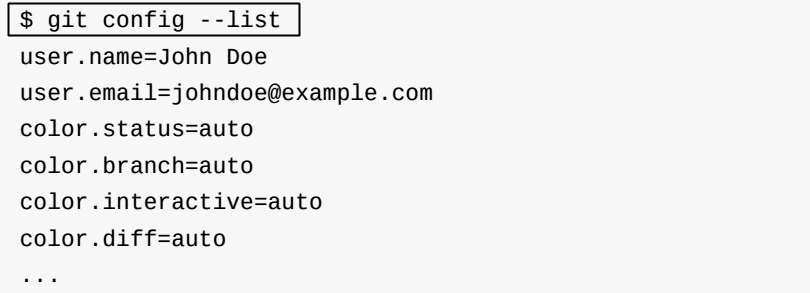 $ git config --list
user.name=John Doe
user.email=johndoe@example.com
color.status=auto
color.branch=auto
color.interactive=auto
color.diff=auto
...